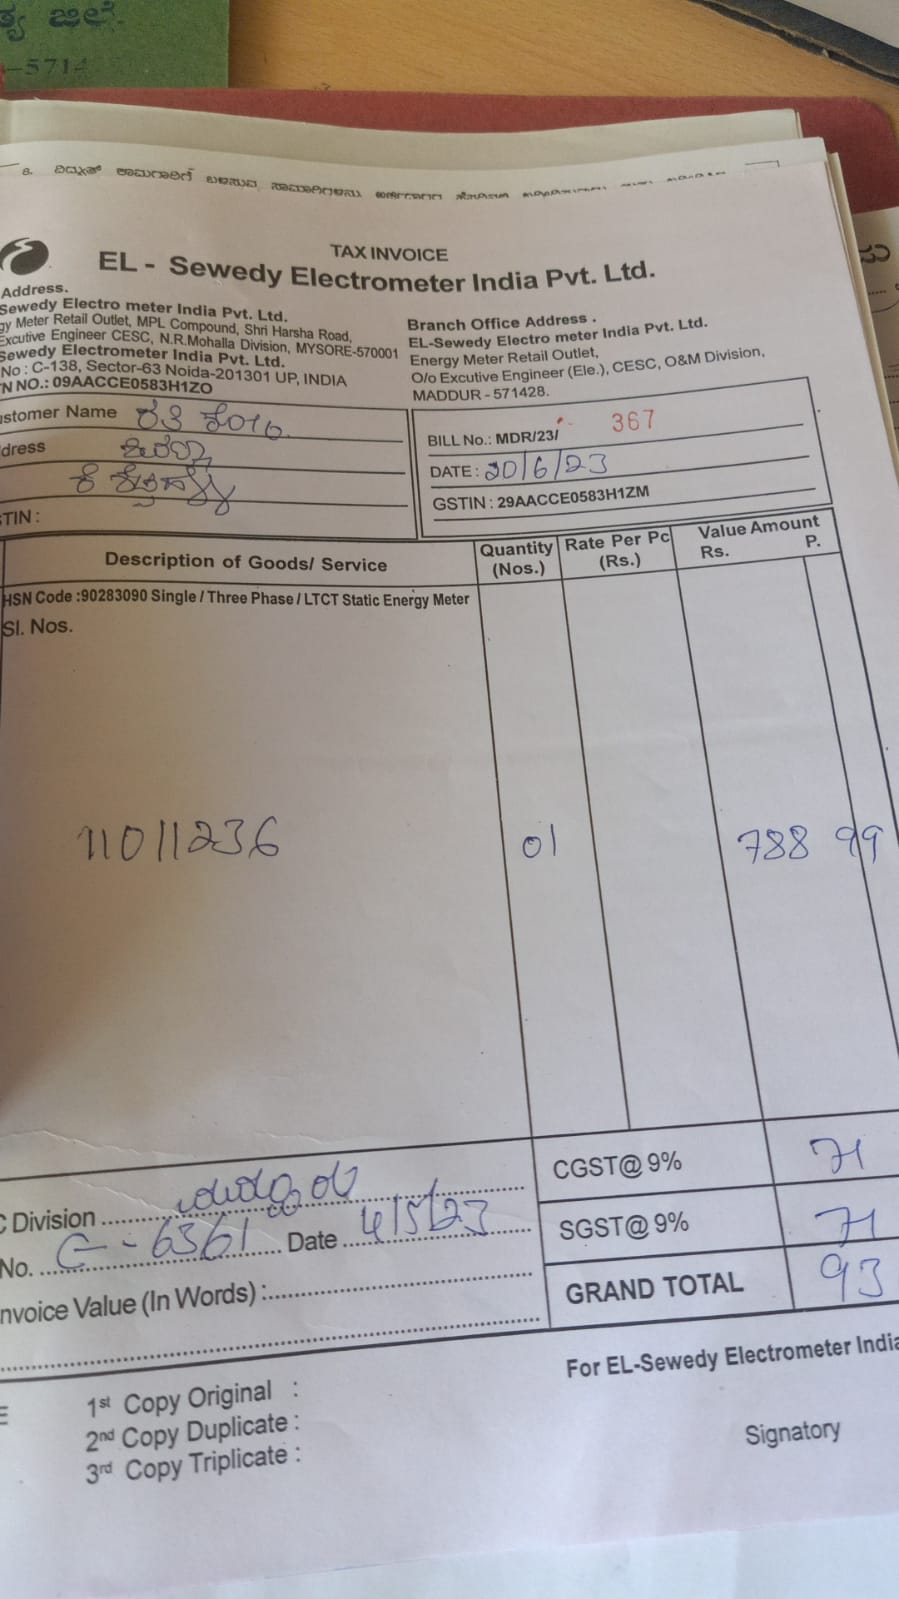 ಜಿಲ್ಲೆ.
–5714
TAX INVOICE
EL - Sewedy Electrometer India Pvt. Ltd.
Address.
Sewedy Electro meter India Pvt. Ltd.
gy Meter Retail Outlet, MPL Compound, Shri Harsha Road,
Excutive Engineer CESC, N.R.Mohalla Division, MYSORE-570001
Sewedy Electrometer India Pvt. Ltd.
No : C-138, Sector-63 Noida-201301 UP, INDIA
N NO.: 09AACCE0583H1ZO
Branch Office Address .
EL-Sewedy Electro meter India Pvt. Ltd.
Energy Meter Retail Outlet,
O/o Excutive Engineer (Ele.), CESC, O&M Division,
MADDUR - 571428.
ustomer Name
dress
TIN :
BILL No.: MDR/23/ 367
DATE : 20/6/23
GSTIN : 29AACCE0583H1ZM
Description of Goods/ Service
Quantity (Nos.)
Rate Per Pc (Rs.)
Value Amount
Rs. P.
HSN Code :90283090 Single / Three Phase / LTCT Static Energy Meter
Sl. Nos.
11011236 01 788 99
CGST@ 9% 71
SGST@ 9% 71
GRAND TOTAL 93
C Division
No. C-6361 Date 4/5/23
nvoice Value (In Words) :
For EL-Sewedy Electrometer India
1st Copy Original :
2nd Copy Duplicate :
3rd Copy Triplicate :
Signatory